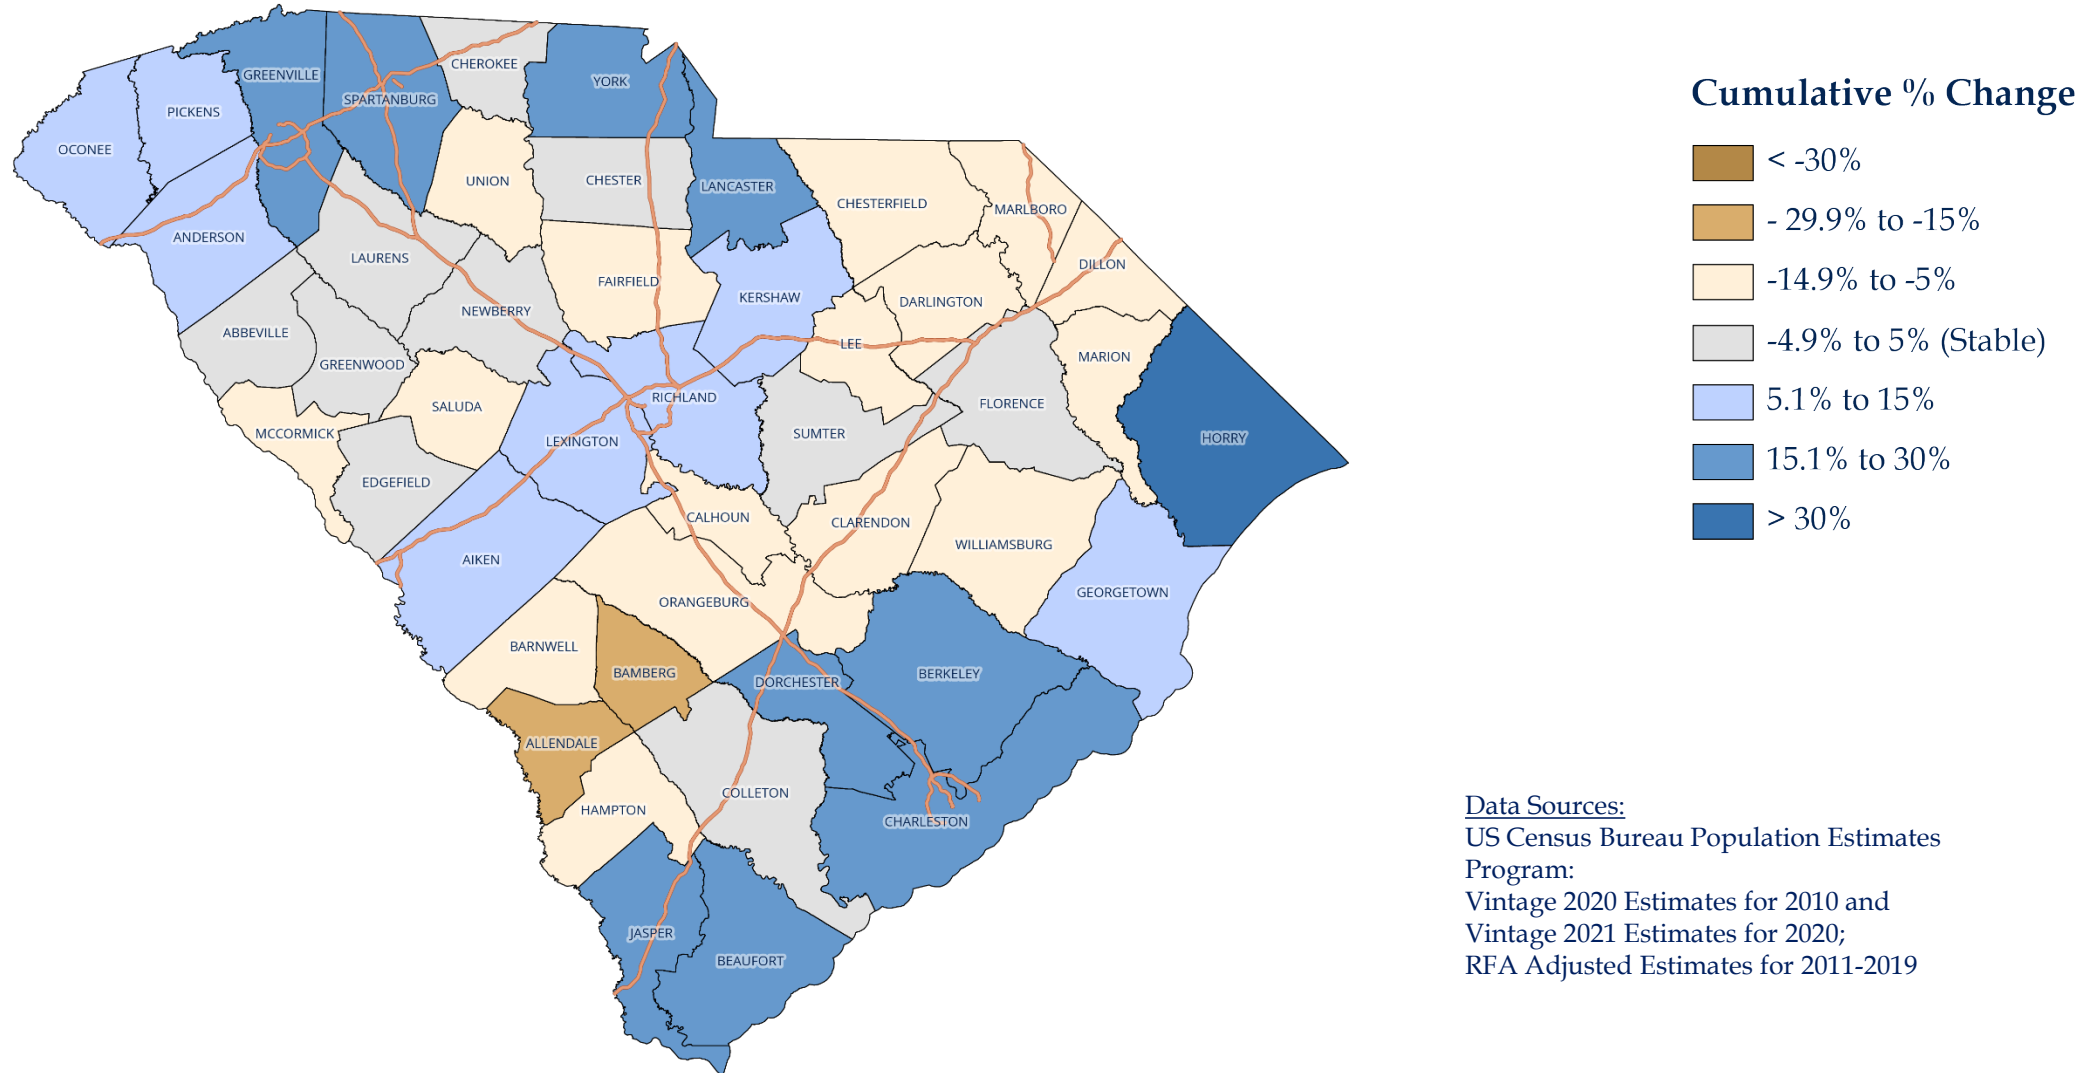 CHEROKEE
GREENVILLE
YORK
SPARTANBURG
PICKENS
OCONEE
UNION
CHESTER
LANCASTER
CHESTERFIELD
MARLBORO
ANDERSON
LAURENS
DILLON
FAIRFIELD
KERSHAW
DARLINGTON
NEWBERRY
ABBEVILLE
LEE
MARION
GREENWOOD
RICHLAND
SALUDA
FLORENCE
MCCORMICK
SUMTER
HORRY
LEXINGTON
EDGEFIELD
CALHOUN
CLARENDON
WILLIAMSBURG
AIKEN
GEORGETOWN
ORANGEBURG
BARNWELL
BAMBERG
BERKELEY
DORCHESTER
ALLENDALE
COLLETON
HAMPTON
CHARLESTON
JASPER
BEAUFORT
Cumulative % Change
< -30%
- 29.9% to -15%
-14.9% to -5%
-4.9% to 5% (Stable)
5.1% to 15%
15.1% to 30%
> 30%
Data Sources:
US Census Bureau Population Estimates
Program:
Vintage 2020 Estimates for 2010 and
Vintage 2021 Estimates for 2020;
RFA Adjusted Estimates for 2011-2019